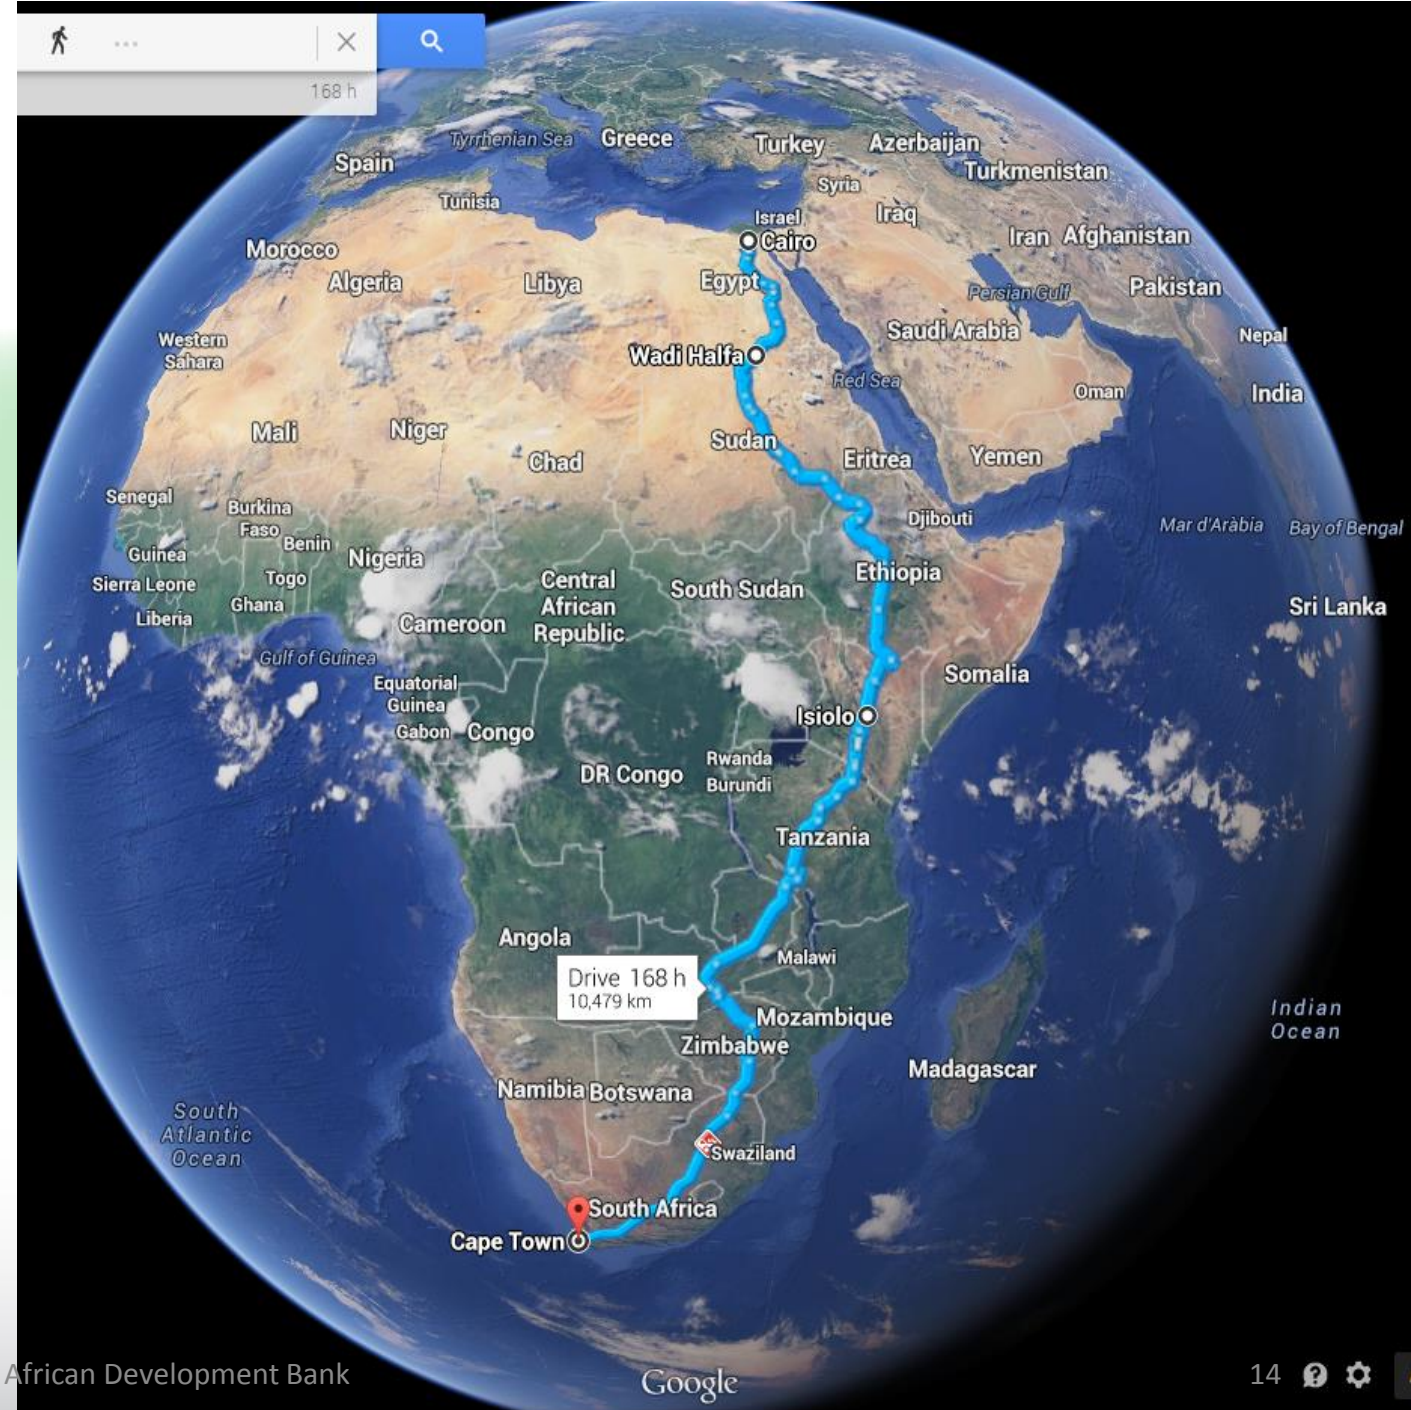 ...
168 h
Tyrrhenian Sea
Greece
Turkey
Azerbaijan
Spain
Turkmenistan
Syria
Tunisia
Israel
Iraq
Cairo
Iran
Afghanistan
Morocco
Algeria
Libya
Egypt
Persian Gulf
Pakistan
Saudi Arabia
Nepal
Western
Sahara
Wadi Halfa
Red Sea
Oman
India
Mali
Niger
Sudan
Chad
Eritrea
Yemen
Senegal
Burkina
Faso
Djibouti
Mar d'Aràbia
Bay of Bengal
Guinea
Benin
Nigeria
Sierra Leone
Togo
Central
African
Republic
South Sudan
Ethiopia
Ghana
Liberia
Cameroon
Sri Lanka
Gulf of Guinea
Equatorial
Guinea
Somalia
Gabon
Congo
Isiolo
DR Congo
Rwanda
Burundi
Tanzania
Angola
Malawi
Drive 168 h
10,479 km
Mozambique
Indian
Ocean
Zimbabwe
Madagascar
Namibia
Botswana
South
Atlantic
Ocean
Swaziland
South Africa
Cape Town
African Development Bank
Google
14